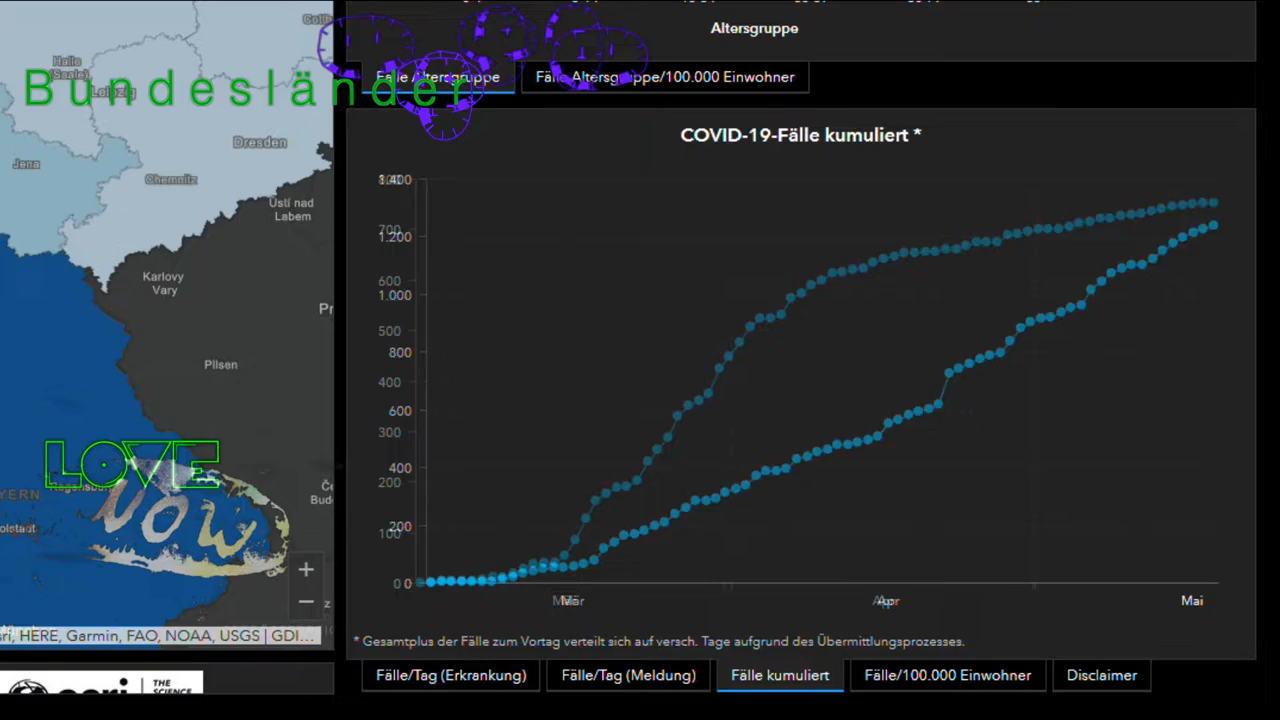 Altersgruppe
Halle
(Saale)
Leipzig
Bundesländer
Fälle Altersgruppe
Fälle Altersgruppe/100.000 Einwohner
COVID-19-Fälle kumuliert *
Dresden
Jena
Chemnitz
Ústí nad
Labem
Karlovy
Vary
Pilsen
LOVE
NOW
1.400
700
1.200
600
1.000
500
800
400
600
300
400
200
200
100
0 0
Mär
Apr
Mai
+
−
HERE, Garmin, FAO, NOAA, USGS | GDI...
* Gesamtplus der Fälle zum Vortag verteilt sich auf versch. Tage aufgrund des Übermittlungsprozesses.
Fälle/Tag (Erkrankung)
Fälle/Tag (Meldung)
Fälle kumuliert
Fälle/100.000 Einwohner
Disclaimer
esri
THE
SCIENCE